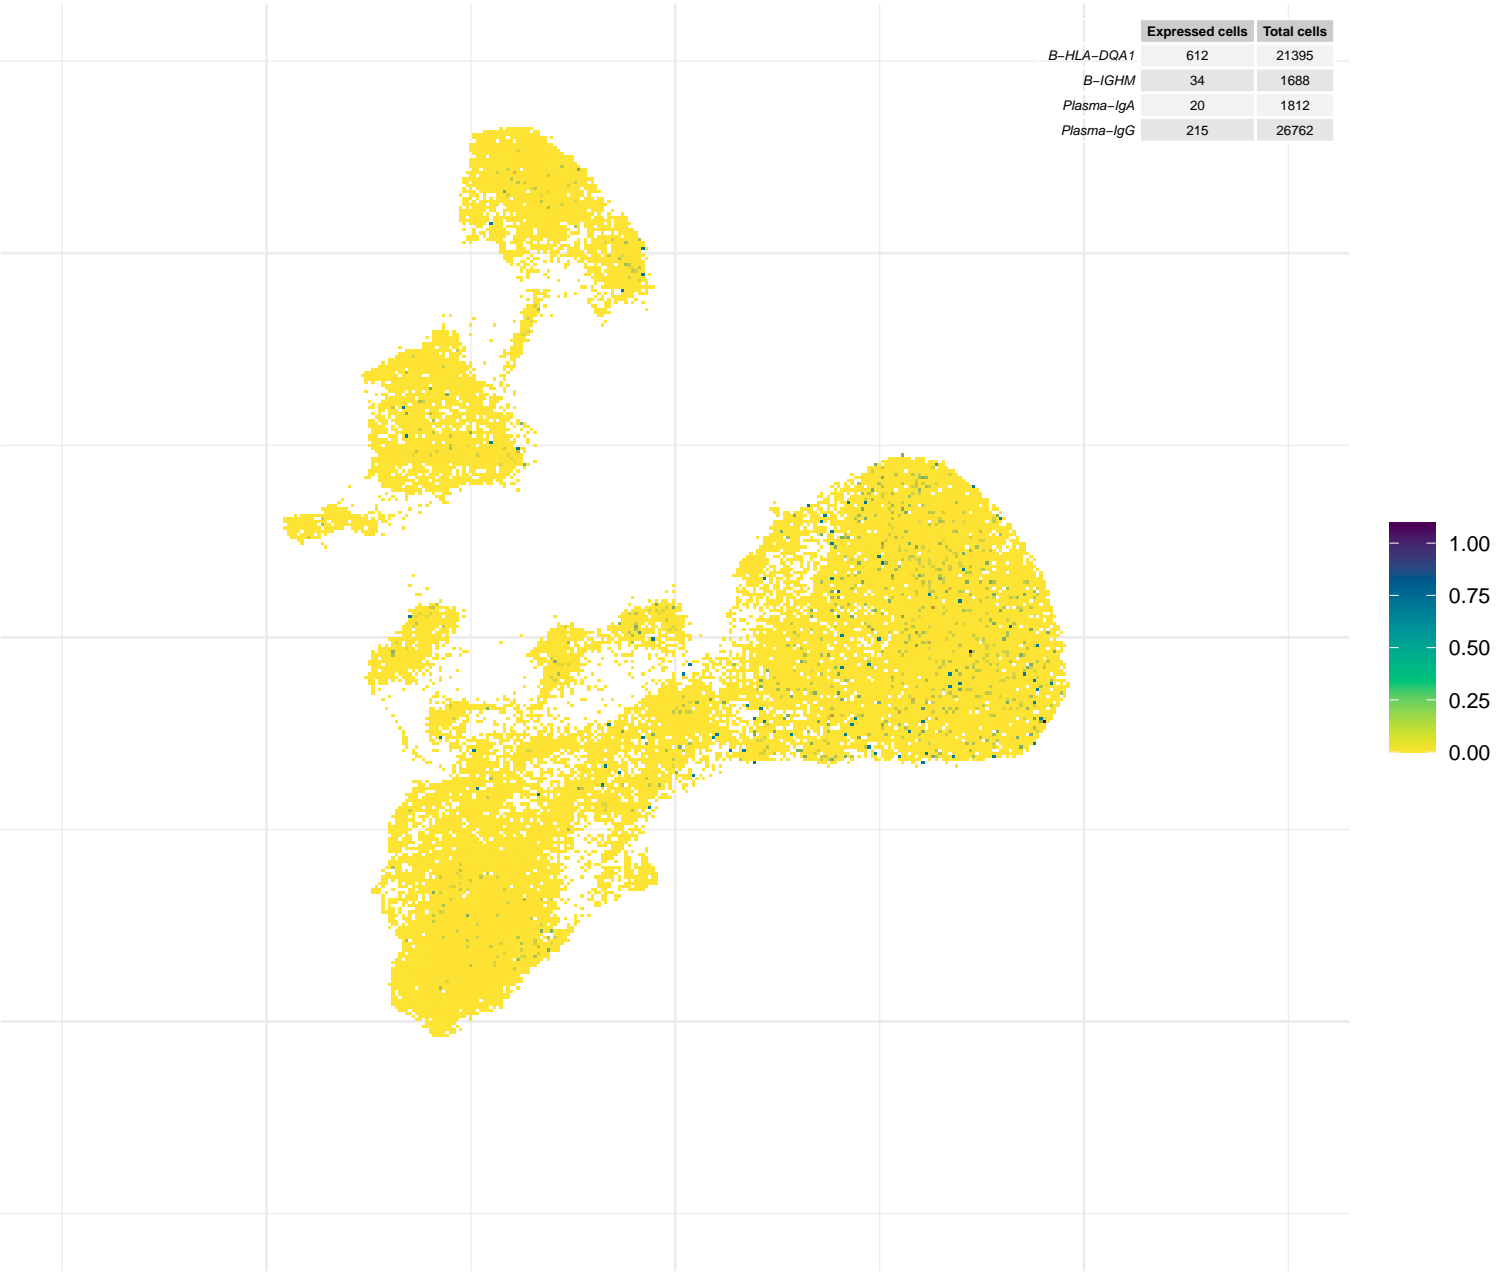 Expressed cells Total cells
B−HLA−DQA1 612 21395
B−IGHM 34 1688
Plasma−IgA 20 1812
Plasma−IgG 215 26762
1.00
0.75
0.50
0.25
0.00